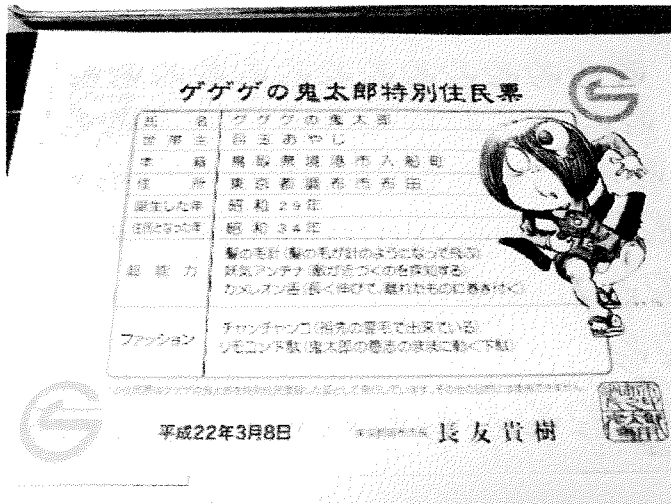 ゲゲゲの鬼太郎特別住民票
氏名 ゲゲゲの鬼太郎
世帯主 目玉おやじ
本籍 鳥取県境港市入船町
住所 東京都調布市布田
誕生した年 昭和29年
住民となった年 昭和34年
超能力 髪の毛針(髪の毛が針のようになって飛ぶ)
妖気アンテナ(敵が近づくのを探知する)
カメレオン舌(長く伸びて、離れたものに巻き付く)
ファッション チャンチャンコ(祖先の霊毛で出来ている)
リモコン下駄(鬼太郎の意志の意味に動く下駄)
平成22年3月8日 長友貴樹